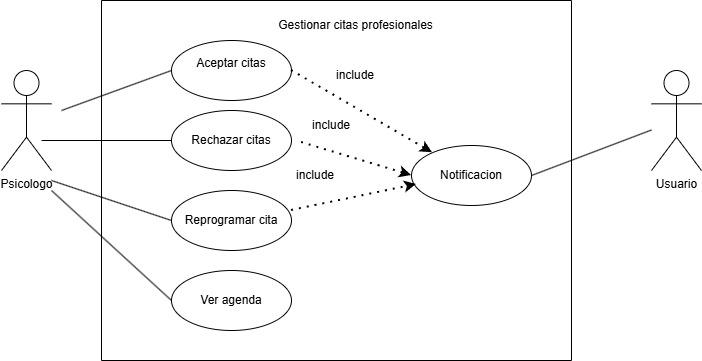 Gestionar citas profesionales
Aceptar citas
include
Rechazar citas
include
include
Notificacion
Psicologo
Usuario
Reprogramar cita
Ver agenda